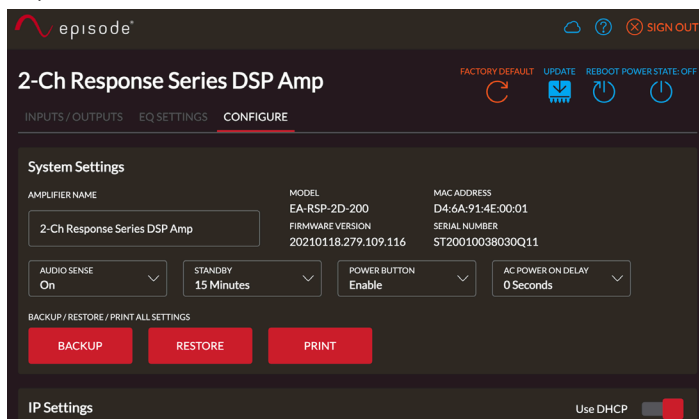 epısode®
SIGN OUT
2-Ch Response Series DSP Amp
FACTORY DEFAULT UPDATE REBOOT POWER STATE: OFF
INPUTS / OUTPUTS EQ SETTINGS CONFIGURE
System Settings
AMPLIFIER NAME
2-Ch Response Series DSP Amp
MODEL
EA-RSP-2D-200
MAC ADDRESS
D4:6A:91:4E:00:01
FIRMWARE VERSION
20210118.279.109.116
SERIAL NUMBER
ST20010038030Q11
AUDIO SENSE
On
STANDBY
15 Minutes
POWER BUTTON
Enable
AC POWER ON DELAY
0 Seconds
BACKUP / RESTORE / PRINT ALL SETTINGS
BACKUP RESTORE PRINT
IP Settings
Use DHCP